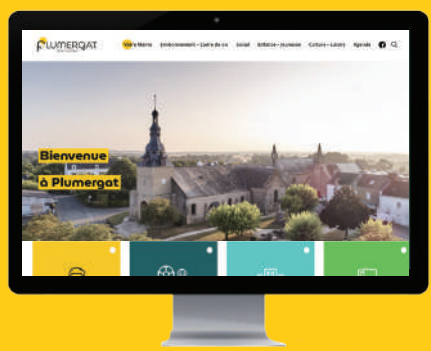 PLUMERGAT
Votre Mairie Environnement - Cadre de vie Social Enfance - Jeunesse Culture - Loisirs Agenda
Bienvenue
à Plumergat